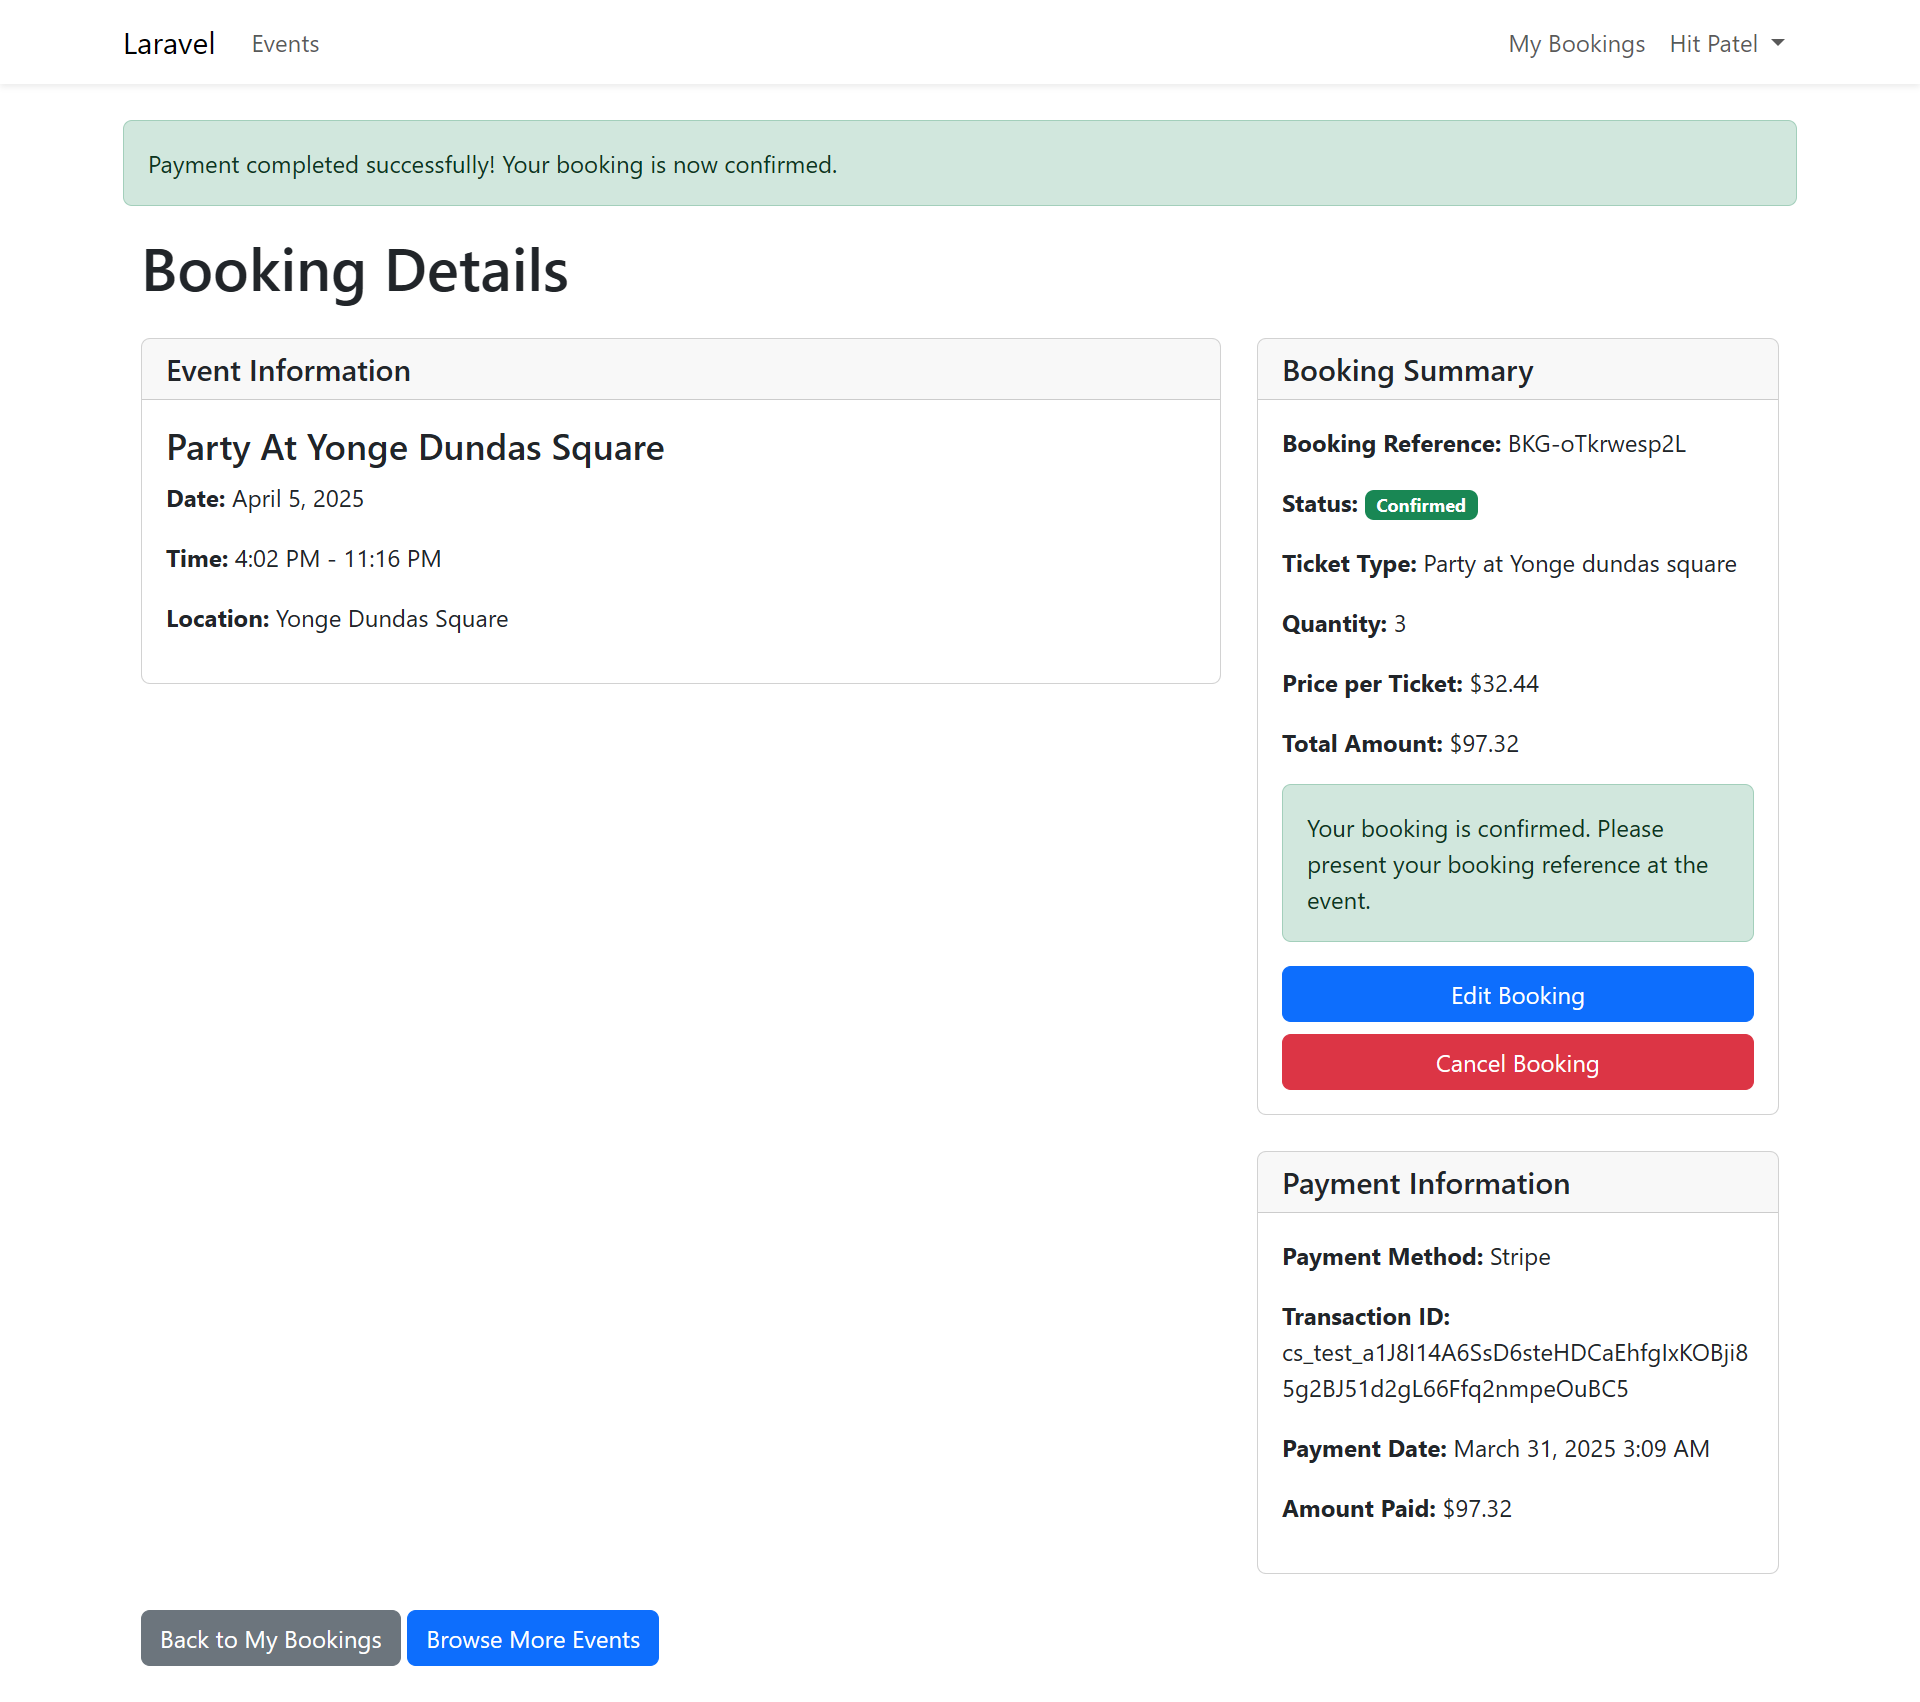 Laravel Events My Bookings Hit Patel
Payment completed successfully! Your booking is now confirmed.
Booking Details
Event Information
Party At Yonge Dundas Square
Date: April 5, 2025
Time: 4:02 PM - 11:16 PM
Location: Yonge Dundas Square
Booking Summary
Booking Reference: BKG-oTkrwesp2L
Status: Confirmed
Ticket Type: Party at Yonge dundas square
Quantity: 3
Price per Ticket: $32.44
Total Amount: $97.32
Your booking is confirmed. Please
present your booking reference at the
event.
Edit Booking
Cancel Booking
Payment Information
Payment Method: Stripe
Transaction ID:
cs_test_a1J8I14A6SsD6steHDCaEhfgIxKOBji8
5g2BJ51d2gL66Ffq2nmpeOuBC5
Payment Date: March 31, 2025 3:09 AM
Amount Paid: $97.32
Back to My Bookings Browse More Events